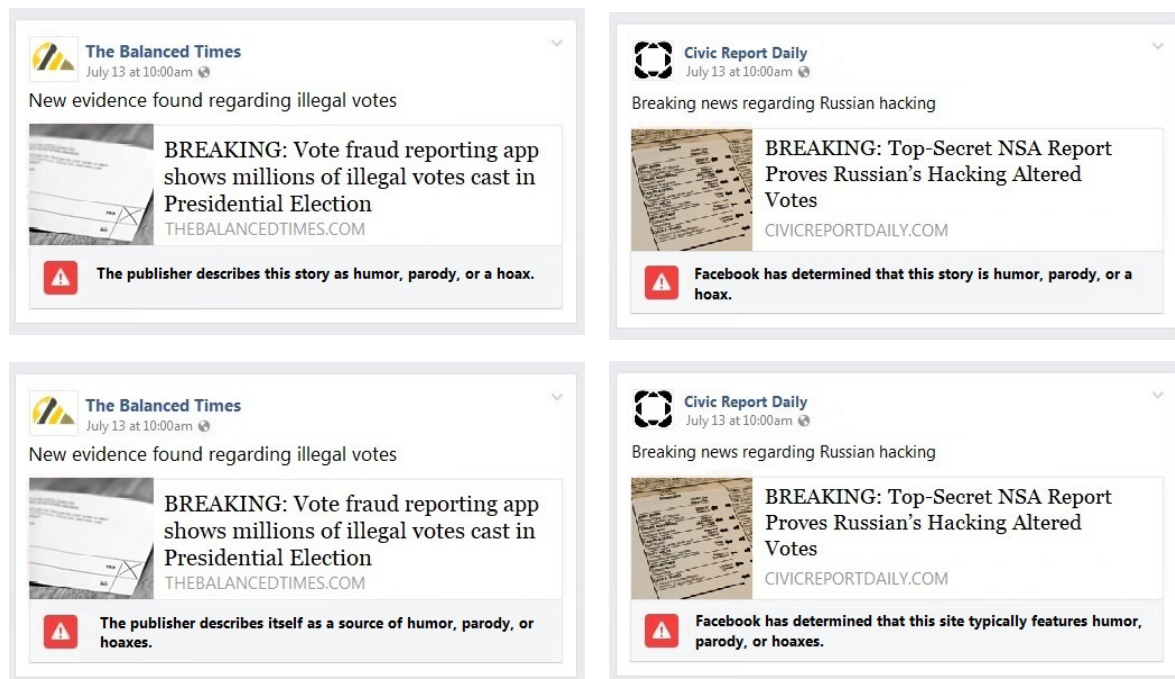 The Balanced Times
July 13 at 10:00am
New evidence found regarding illegal votes
BREAKING: Vote fraud reporting app
shows millions of illegal votes cast in
Presidential Election
THEBALANCEDTIMES.COM
The publisher describes this story as humor, parody, or a hoax.
Civic Report Daily
July 13 at 10:00am
Breaking news regarding Russian hacking
BREAKING: Top-Secret NSA Report
Proves Russian's Hacking Altered
Votes
CIVICREPORTDAILY.COM
Facebook has determined that this story is humor, parody, or a
hoax.
The Balanced Times
July 13 at 10:00am
New evidence found regarding illegal votes
BREAKING: Vote fraud reporting app
shows millions of illegal votes cast in
Presidential Election
THEBALANCEDTIMES.COM
The publisher describes itself as a source of humor, parody, or
hoaxes.
Civic Report Daily
July 13 at 10:00am
Breaking news regarding Russian hacking
BREAKING: Top-Secret NSA Report
Proves Russian's Hacking Altered
Votes
CIVICREPORTDAILY.COM
Facebook has determined that this site typically features humor,
parody, or hoaxes.